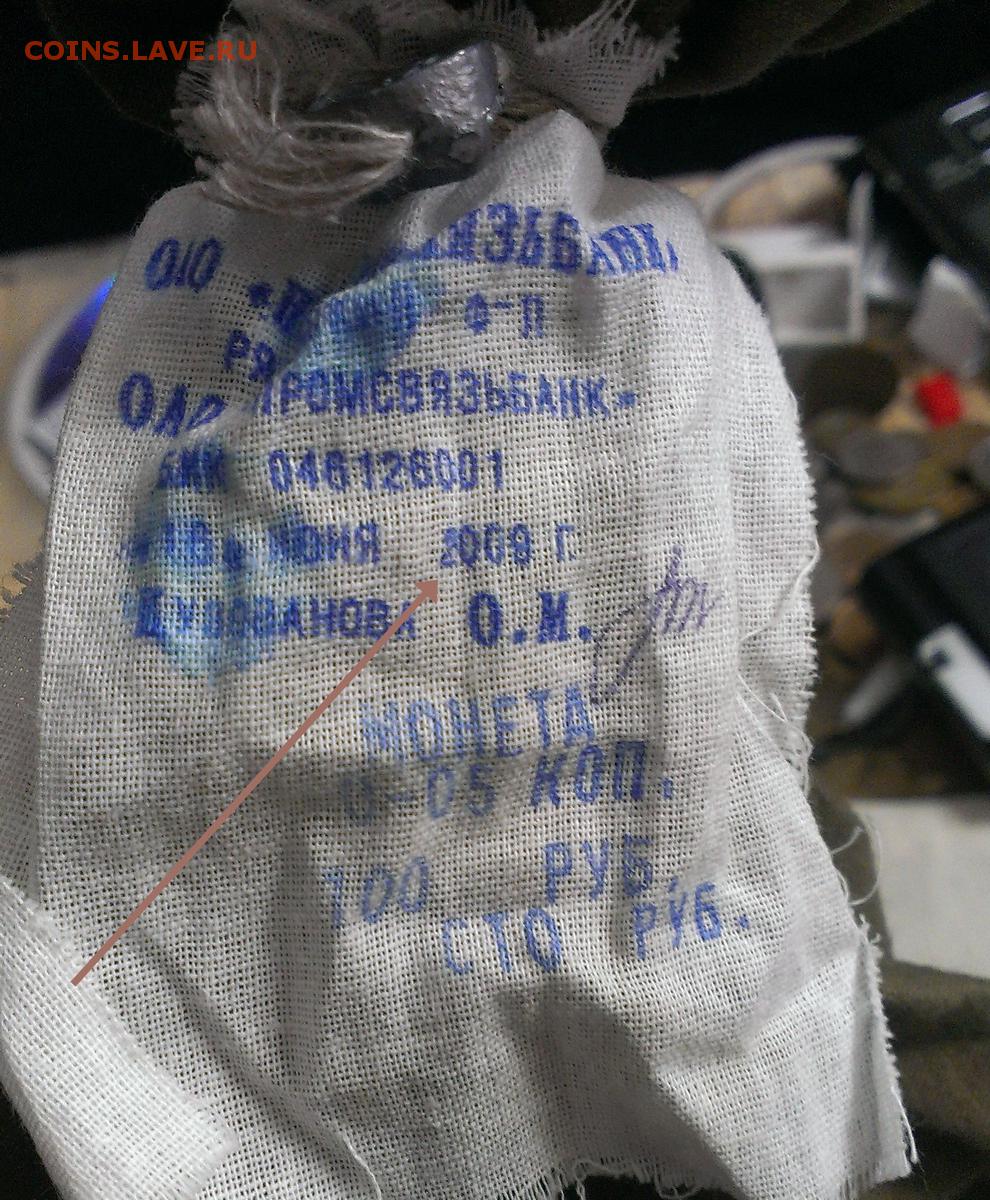 COINS.LAVE.RU
ОАО
Ф-Л
ОАО ПРОМСВЯЗЬБАНК"
БИК 046126001
ИЮНЯ 2009 Г.
О.М.
МОНЕТА
0-05 КОП.
100 РУБ.
СТО РУБ.